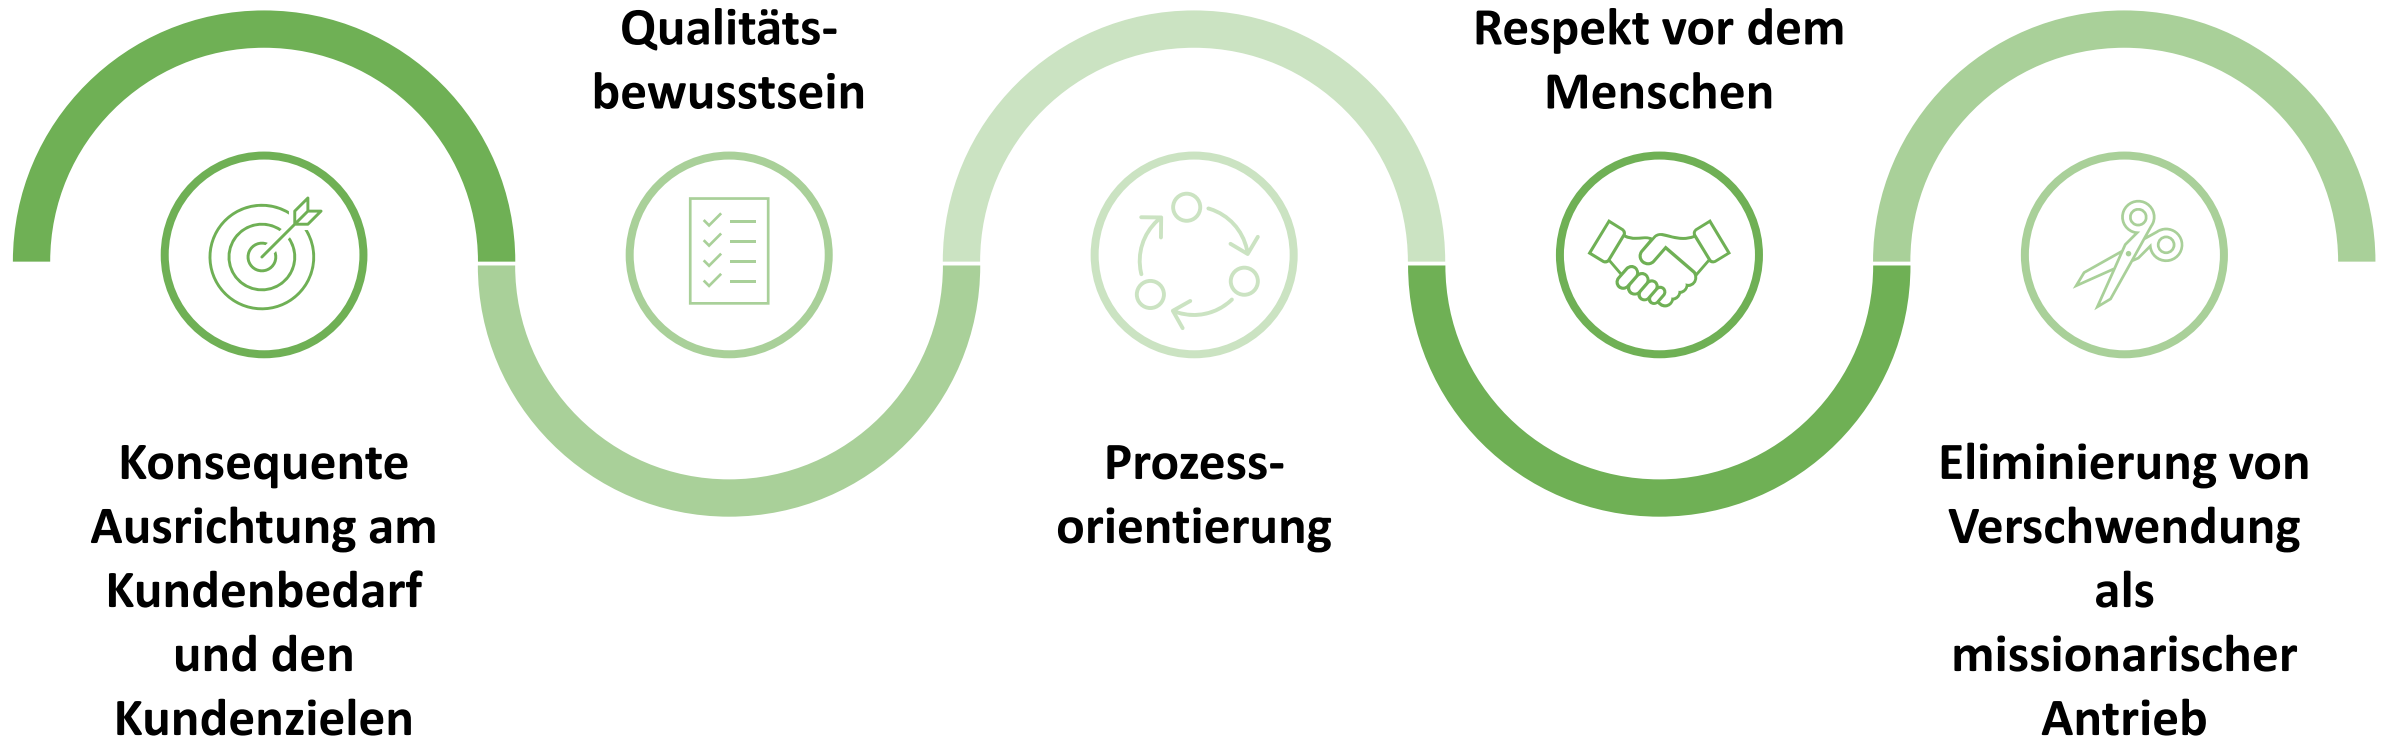 Konsequente
Ausrichtung am
Kundenbedarf
und den
Kundenzielen
Qualitäts-
bewusstsein
Prozess-
orientierung
Respekt vor dem
Menschen
Eliminierung von
Verschwendung
als
missionarischer
Antrieb